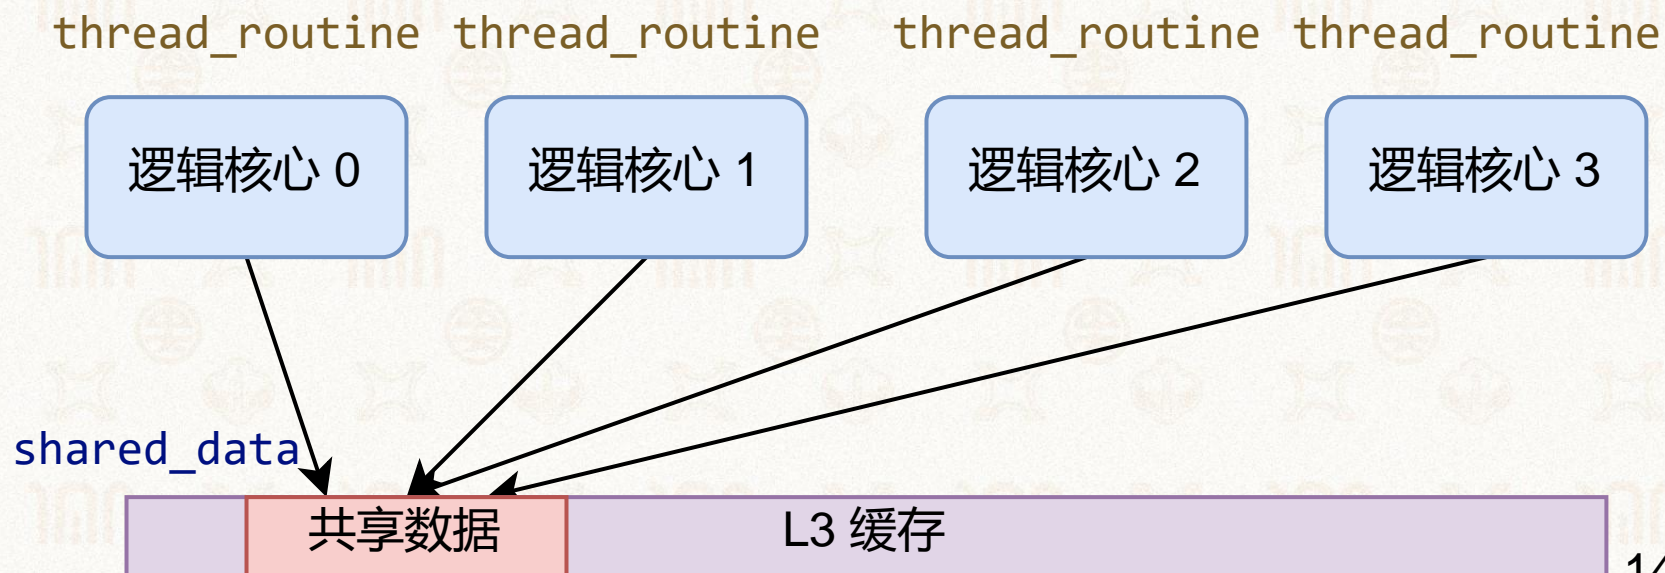 thread_routine thread_routine thread_routine thread_routine
逻辑核心 0 逻辑核心 1 逻辑核心 2 逻辑核心 3
shared_data
共享数据 L3 缓存